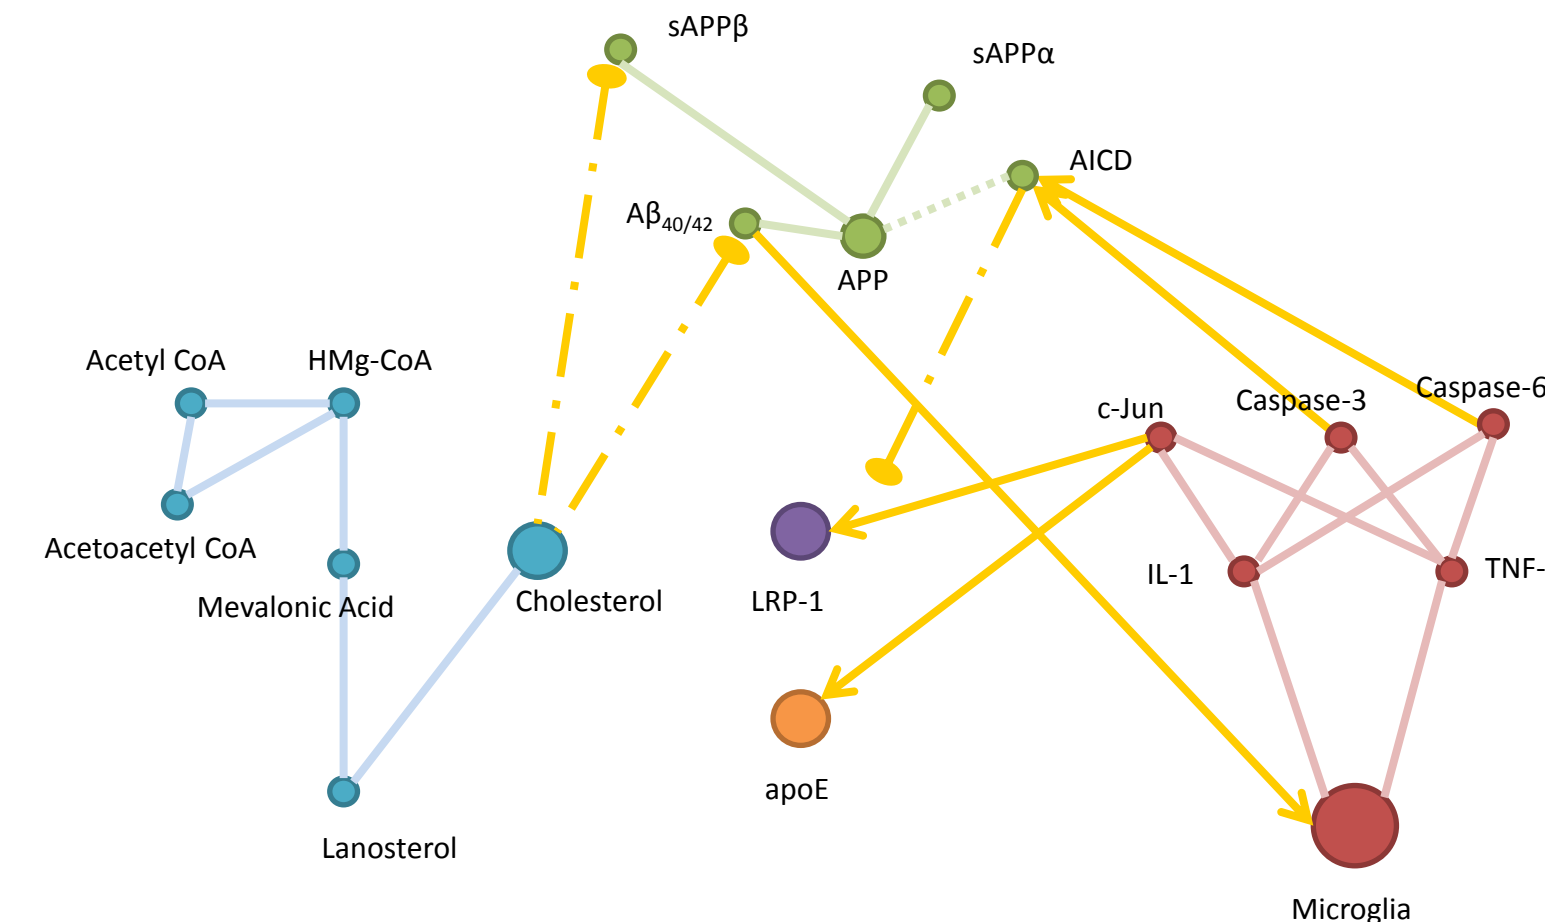 sAPPβ
sAPPα
AICD
Aβ40/42
APP
Acetyl CoA
HMg-CoA
Caspase-6
Caspase-3
c-Jun
Acetoacetyl CoA
TNF-
IL-1
Mevalonic Acid
Cholesterol
LRP-1
apoE
Lanosterol
Microglia